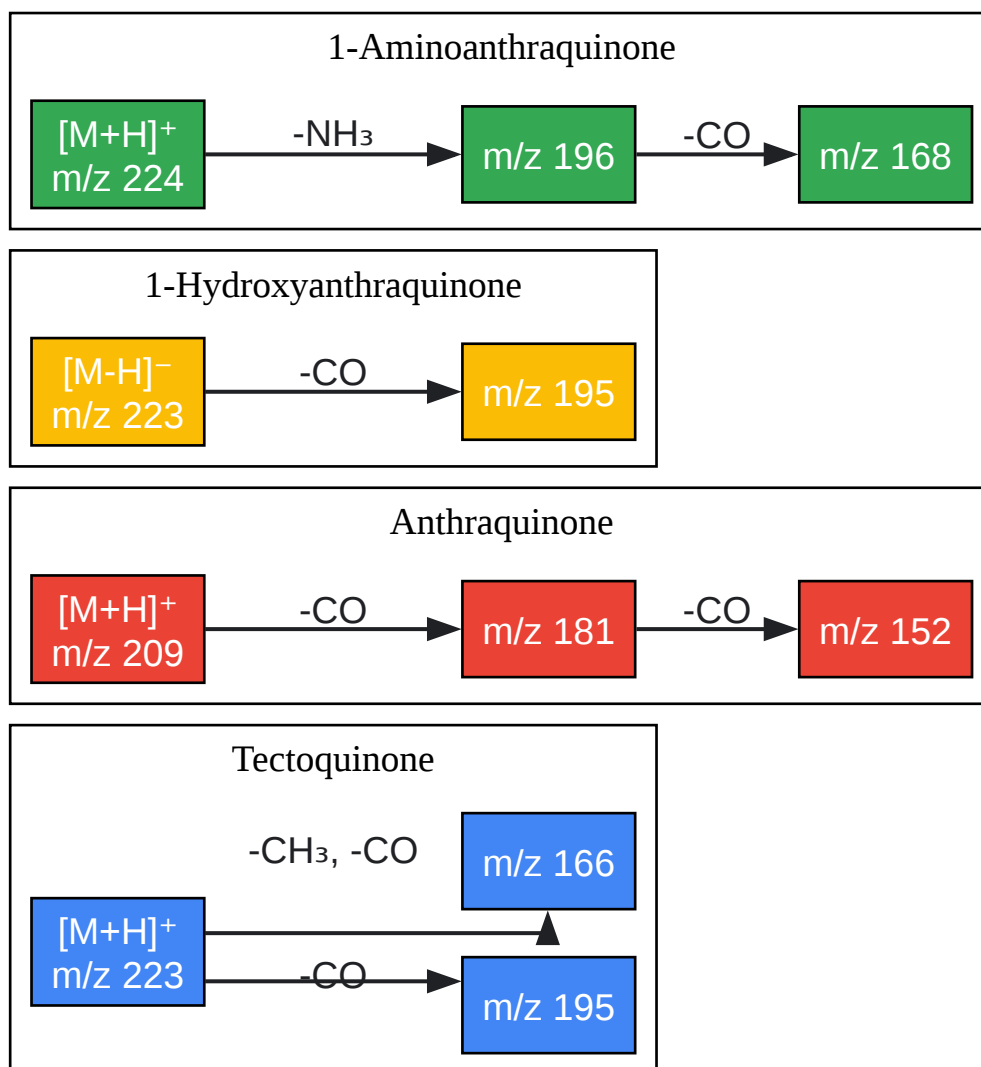 1-Aminoanthraquinone
[M+H]⁺
m/z 224
-NH₃
m/z 196
-CO
m/z 168
1-Hydroxyanthraquinone
[M-H]⁻
m/z 223
-CO
m/z 195
Anthraquinone
[M+H]⁺
m/z 209
-CO
m/z 181
-CO
m/z 152
Tectoquinone
-CH₃, -CO
m/z 166
[M+H]⁺
m/z 223
-CO
m/z 195